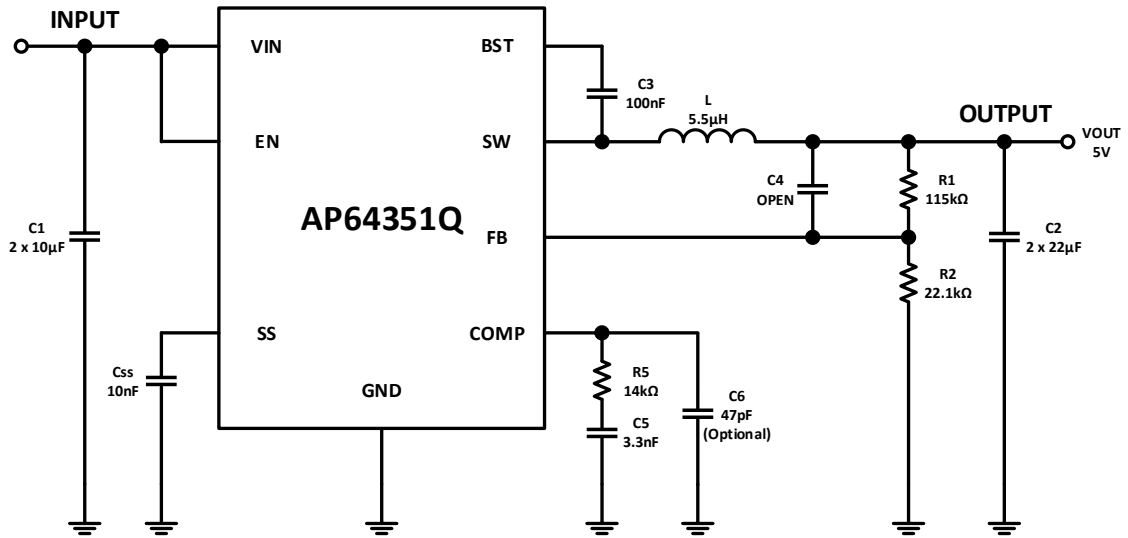 INPUT
VIN
BST
C3
100nF
L
5.5µH
OUTPUT
VOUT
5V
EN
SW
C4
OPEN
R1
115kΩ
AP64351Q
C1
2 x 10µF
FB
C2
2 x 22µF
R2
22.1kΩ
SS
COMP
Css
10nF
GND
R5
14kΩ
C6
47pF
(Optional)
C5
3.3nF